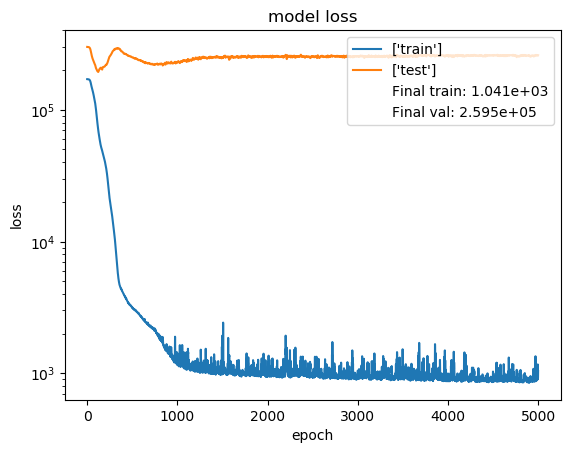 model loss
['train']
['test']
Final train: 1.041e+03
Final val: 2.595e+05
loss
10^5
10^4
10^3
0 1000 2000 3000 4000 5000
epoch